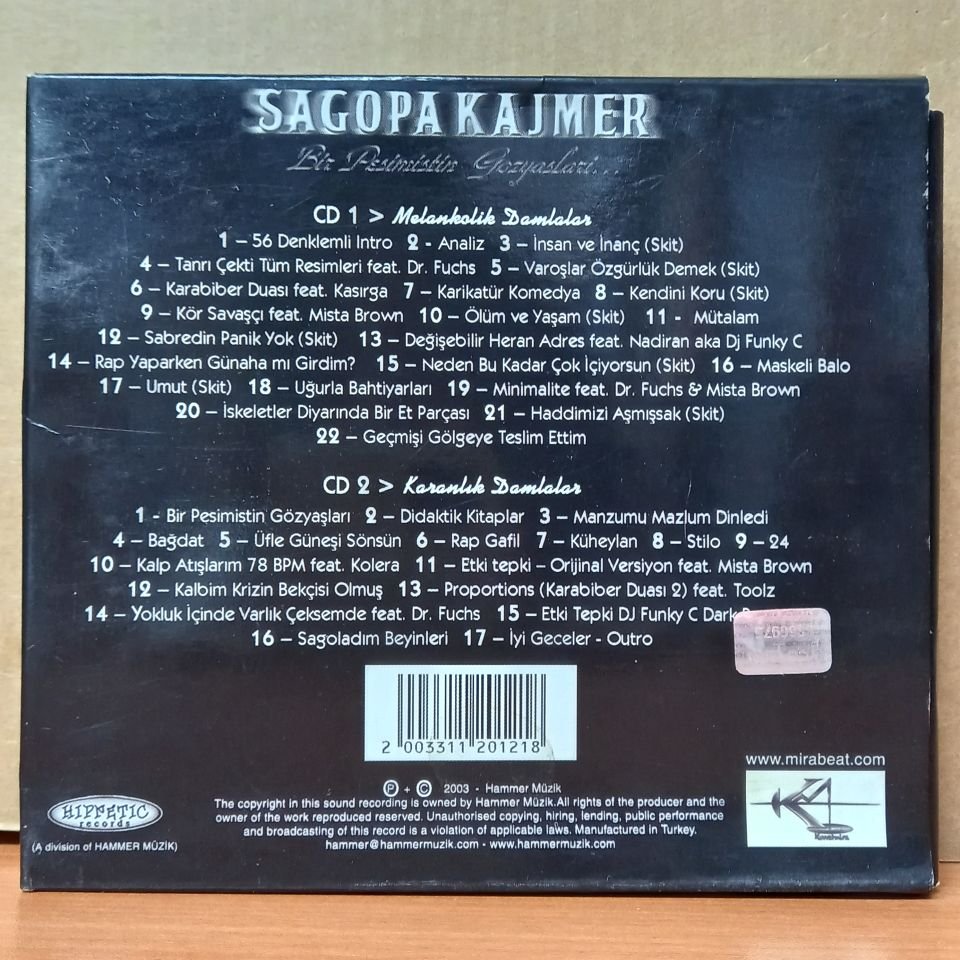 SAGOPA KAJMER
Bir Pesimistin Gozyaslari...
CD 1 > Melankolik Damlalar
1 – 56 Denklemli Intro 2 - Analiz 3 – İnsan ve İnanç (Skit)
4 – Tanrı Çekti Tüm Resimleri feat. Dr. Fuchs 5 – Varoşlar Özgürlük Demek (Skit)
6 – Karabiber Duası feat. Kasırga 7 – Karikatür Komedya 8 – Kendini Koru (Skit)
9 – Kör Savaşçı feat. Mista Brown 10 – Ölüm ve Yaşam (Skit) 11 - Mütalam
12 – Sabredin Panik Yok (Skit) 13 – Değişebilir Heran Adres feat. Nadiran aka Dj Funky C
14 – Rap Yaparken Günaha mı Girdim? 15 – Neden Bu Kadar Çok İçiyorsun (Skit) 16 – Maskeli Balo
17 – Umut (Skit) 18 – Uğurla Bahtiyarları 19 – Minimalite feat. Dr. Fuchs & Mista Brown
20 – İskeletler Diyarında Bir Et Parçası 21 – Haddimizi Aşmışsak (Skit)
22 – Geçmişi Gölgeye Teslim Ettim
CD 2 > Karanlık Damlalar
1 - Bir Pesimistin Gözyaşları 2 – Didaktik Kitaplar 3 – Manzumu Mazlum Dinledi
4 – Bağdat 5 – Üfle Güneşi Sönsün 6 – Rap Gafil 7 – Küheylan 8 – Stilo 9 – 24
10 – Kalp Atışlarım 78 BPM feat. Kolera 11 – Etki tepki – Orijinal Versiyon feat. Mista Brown
12 – Kalbim Krizin Bekçisi Olmuş 13 – Proportions (Karabiber Duası 2) feat. Toolz
14 – Yokluk İçinde Varlık Çeksemde feat. Dr. Fuchs 15 – Etki Tepki DJ Funky C Dark
16 – Sagoladım Beyinleri 17 – İyi Geceler - Outro
2 003311 201218
www.mirabeat.com
HIPNETIC
records
(A division of HAMMER MÜZİK)
Ⓟ + © 2003 - Hammer Müzik
The copyright in this sound recording is owned by Hammer Müzik.All rights of the producer and the
owner of the work reproduced reserved. Unauthorised copying, hiring, lending, public performance
and broadcasting of this record is a violation of applicable laws. Manufactured in Turkey.
hammer@hammermuzik.com - www.hammermuzik.com